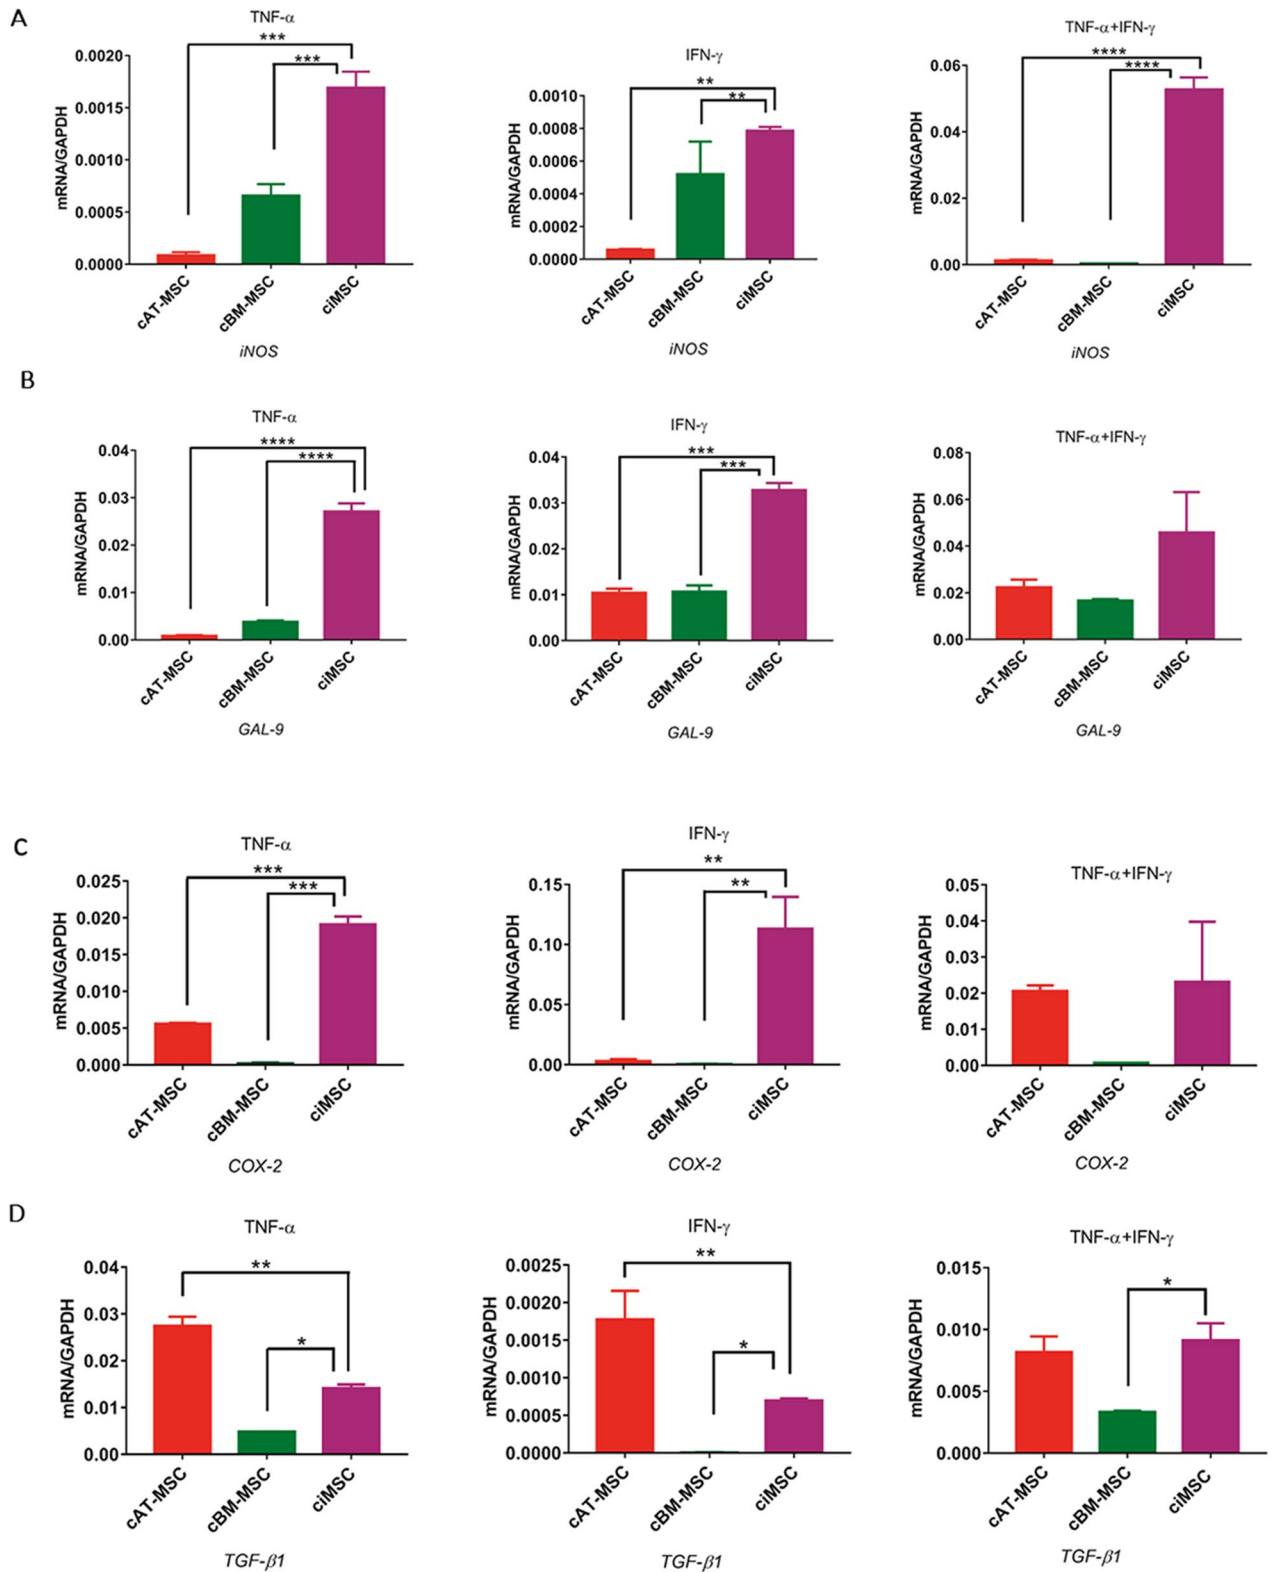 A
TNF-α
***
***
0.0020
0.0015
0.0010
0.0005
0.0000
mRNA/GAPDH
cAT-MSC
cBM-MSC
ciMSC
iNOS
IFN-γ
**
**
0.0010
0.0008
0.0006
0.0004
0.0002
0.0000
mRNA/GAPDH
cAT-MSC
cBM-MSC
ciMSC
iNOS
TNF-α+IFN-γ
****
****
0.06
0.04
0.02
0.00
mRNA/GAPDH
cAT-MSC
cBM-MSC
ciMSC
iNOS
B
TNF-α
****
****
0.04
0.03
0.02
0.01
0.00
mRNA/GAPDH
cAT-MSC
cBM-MSC
ciMSC
GAL-9
IFN-γ
***
***
0.04
0.03
0.02
0.01
0.00
mRNA/GAPDH
cAT-MSC
cBM-MSC
ciMSC
GAL-9
TNF-α+IFN-γ
0.08
0.06
0.04
0.02
0.00
mRNA/GAPDH
cAT-MSC
cBM-MSC
ciMSC
GAL-9
C
TNF-α
***
***
0.025
0.020
0.015
0.010
0.005
0.000
mRNA/GAPDH
cAT-MSC
cBM-MSC
ciMSC
COX-2
IFN-γ
**
**
0.15
0.10
0.05
0.00
mRNA/GAPDH
cAT-MSC
cBM-MSC
ciMSC
COX-2
TNF-α+IFN-γ
0.05
0.04
0.03
0.02
0.01
0.00
mRNA/GAPDH
cAT-MSC
cBM-MSC
ciMSC
COX-2
D
TNF-α
**
*
0.04
0.03
0.02
0.01
0.00
mRNA/GAPDH
cAT-MSC
cBM-MSC
ciMSC
TGF-β1
IFN-γ
**
*
0.0025
0.0020
0.0015
0.0010
0.0005
0.0000
mRNA/GAPDH
cAT-MSC
cBM-MSC
ciMSC
TGF-β1
TNF-α+IFN-γ
*
0.015
0.010
0.005
0.000
mRNA/GAPDH
cAT-MSC
cBM-MSC
ciMSC
TGF-β1